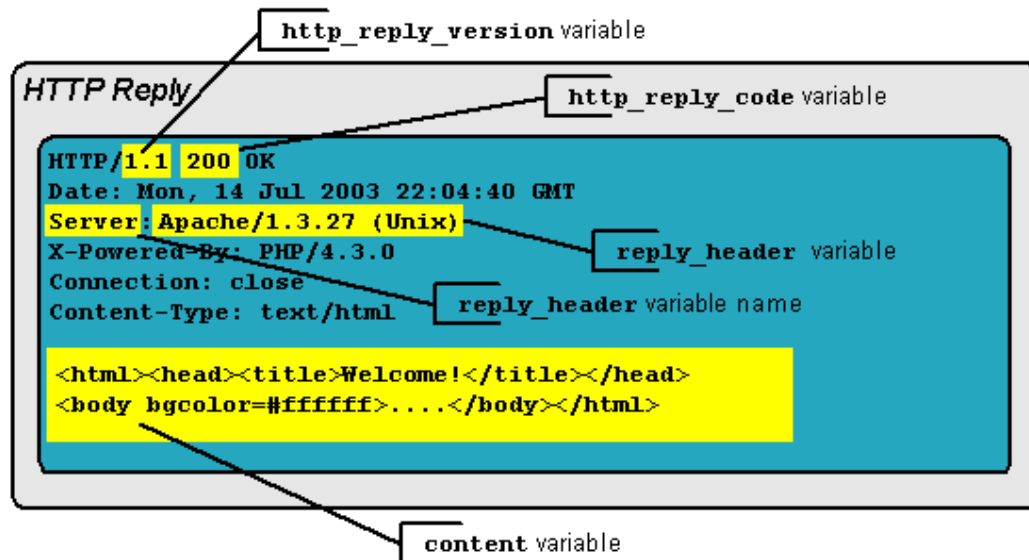 http_reply_version variable
HTTP Reply
http_reply_code variable
HTTP/1.1 200 OK
Date: Mon, 14 Jul 2003 22:04:40 GMT
Server: Apache/1.3.27 (Unix)
X-Powered-By: PHP/4.3.0
reply_header variable
Connection: close
Content-Type: text/html
reply_header variable name
<html><head><title>Welcome!</title></head>
<body bgcolor=#ffffff>....</body></html>
content variable